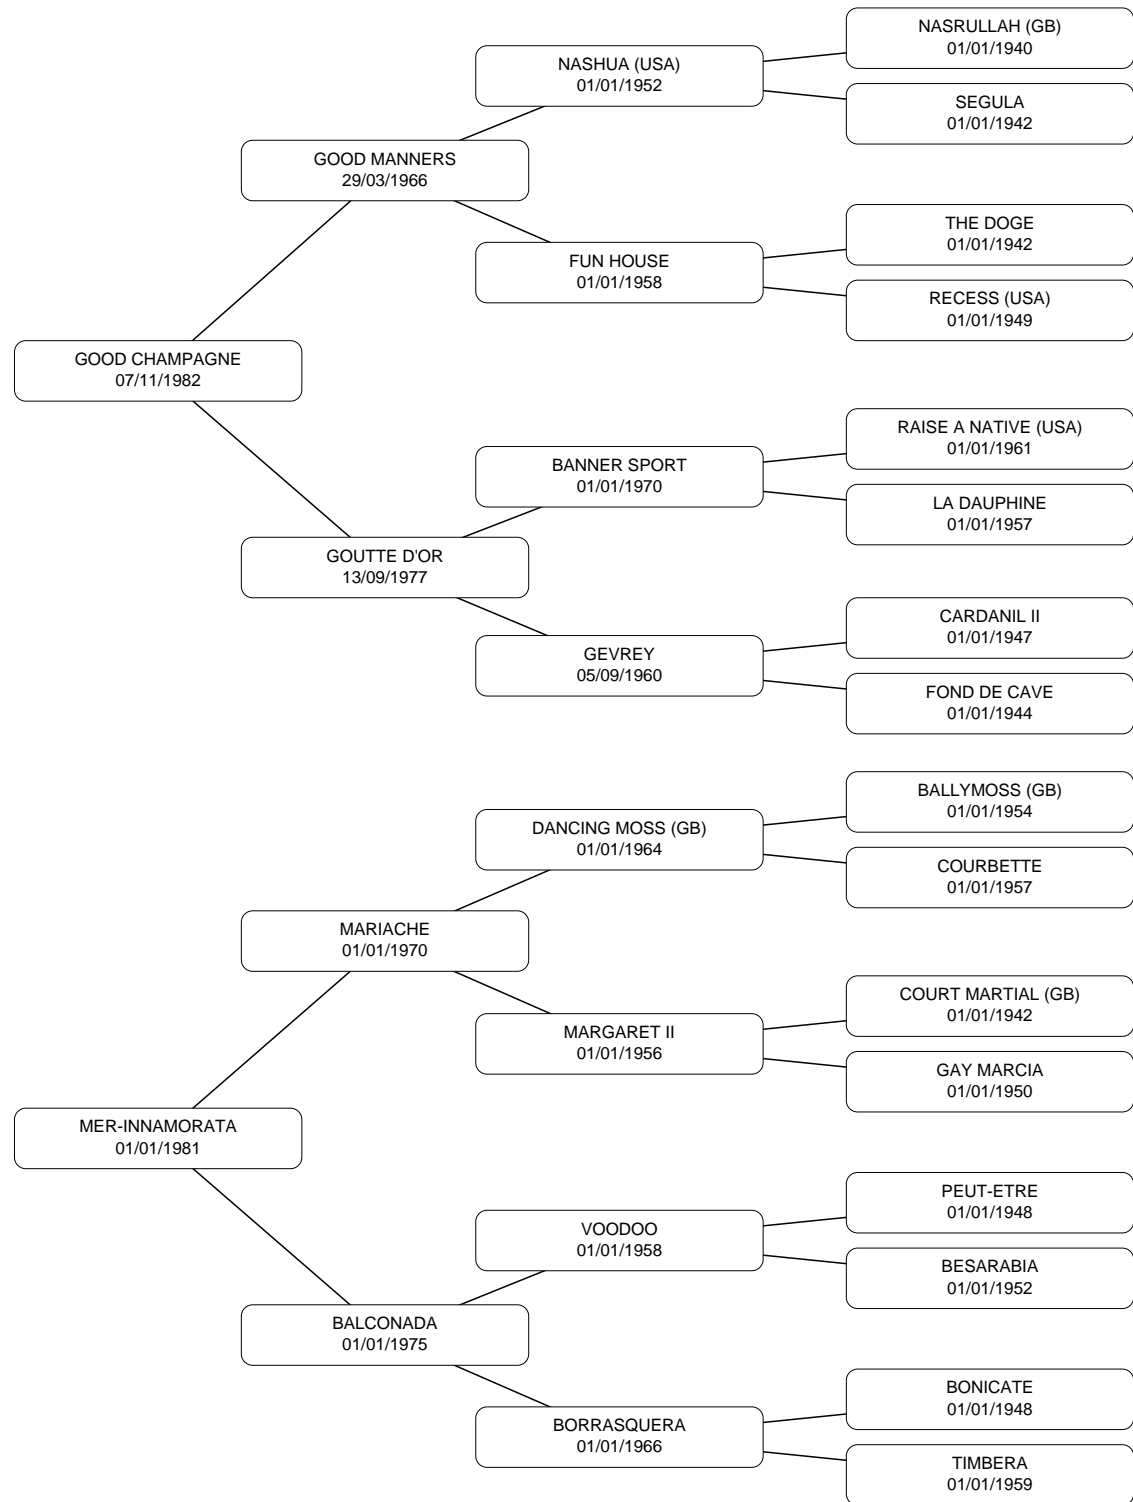 NASRULLAH (GB)
01/01/1940
NASHUA (USA)
01/01/1952
SEGULA
01/01/1942
GOOD MANNERS
29/03/1966
THE DOGE
01/01/1942
FUN HOUSE
01/01/1958
RECESS (USA)
01/01/1949
GOOD CHAMPAGNE
07/11/1982
RAISE A NATIVE (USA)
01/01/1961
BANNER SPORT
01/01/1970
LA DAUPHINE
01/01/1957
GOUTTE D'OR
13/09/1977
CARDANIL II
01/01/1947
GEVREY
05/09/1960
FOND DE CAVE
01/01/1944
BALLYMOSS (GB)
01/01/1954
DANCING MOSS (GB)
01/01/1964
COURBETTE
01/01/1957
MARIACHE
01/01/1970
COURT MARTIAL (GB)
01/01/1942
MARGARET II
01/01/1956
GAY MARCIA
01/01/1950
MER-INNAMORATA
01/01/1981
PEUT-ETRE
01/01/1948
VOODOO
01/01/1958
BESARABIA
01/01/1952
BALCONADA
01/01/1975
BONICATE
01/01/1948
BORRASQUERA
01/01/1966
TIMBERA
01/01/1959